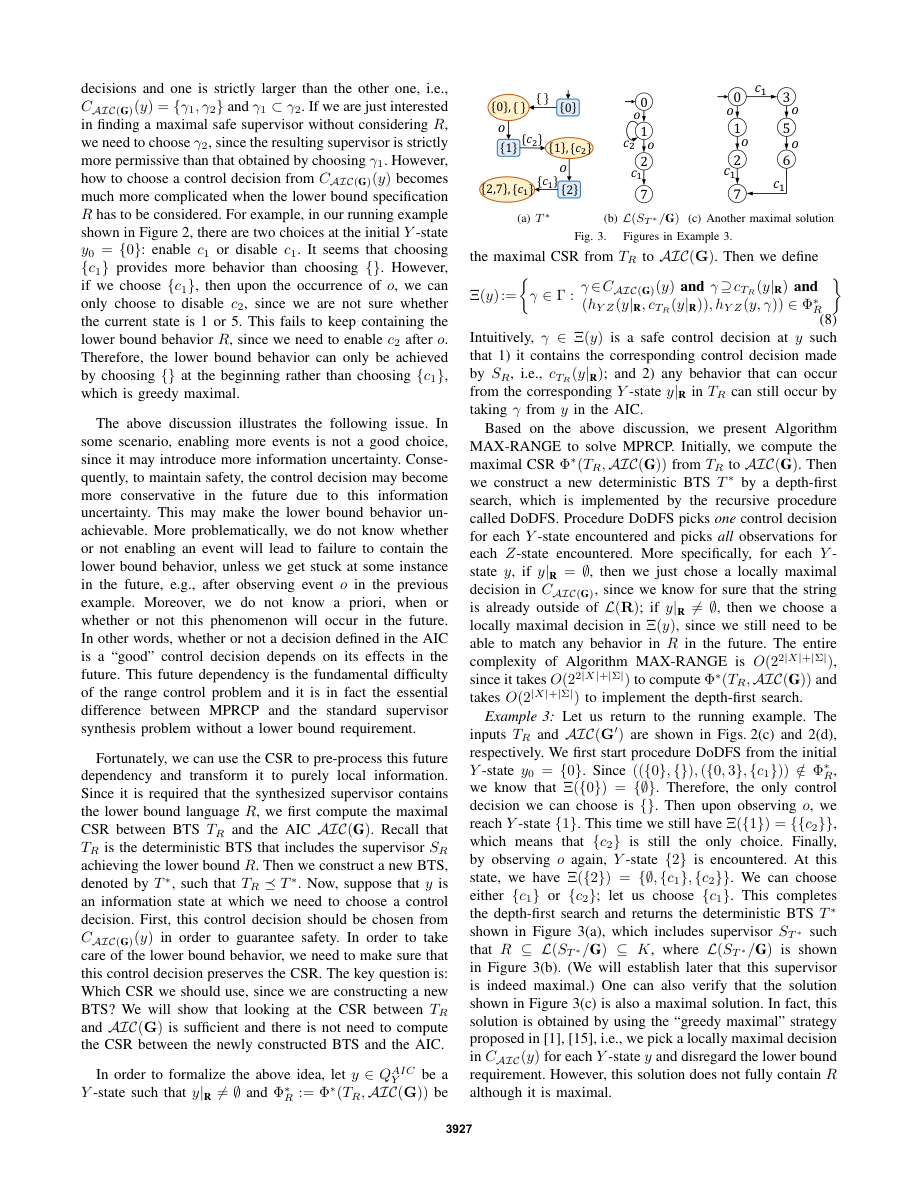 decisions and one is strictly larger than the other one, i.e.,
C_{AIC(G)}(y) = {γ1, γ2} and γ1 ⊂ γ2. If we are just interested
in finding a maximal safe supervisor without considering R,
we need to choose γ2, since the resulting supervisor is strictly
more permissive than that obtained by choosing γ1. However,
how to choose a control decision from C_{AIC(G)}(y) becomes
much more complicated when the lower bound specification
R has to be considered. For example, in our running example
shown in Figure 2, there are two choices at the initial Y-state
y0 = {0}: enable c1 or disable c1. It seems that choosing
{c1} provides more behavior than choosing {}. However,
if we choose {c1}, then upon the occurrence of o, we can
only choose to disable c2, since we are not sure whether
the current state is 1 or 5. This fails to keep containing the
lower bound behavior R, since we need to enable c2 after o.
Therefore, the lower bound behavior can only be achieved
by choosing {} at the beginning rather than choosing {c1},
which is greedy maximal.
The above discussion illustrates the following issue. In
some scenario, enabling more events is not a good choice,
since it may introduce more information uncertainty. Conse-
quently, to maintain safety, the control decision may become
more conservative in the future due to this information
uncertainty. This may make the lower bound behavior un-
achievable. More problematically, we do not know whether
or not enabling an event will lead to failure to contain the
lower bound behavior, unless we get stuck at some instance
in the future, e.g., after observing event o in the previous
example. Moreover, we do not know a priori, when or
whether or not this phenomenon will occur in the future.
In other words, whether or not a decision defined in the AIC
is a “good” control decision depends on its effects in the
future. This future dependency is the fundamental difficulty
of the range control problem and it is in fact the essential
difference between MPRCP and the standard supervisor
synthesis problem without a lower bound requirement.
Fortunately, we can use the CSR to pre-process this future
dependency and transform it to purely local information.
Since it is required that the synthesized supervisor contains
the lower bound language R, we first compute the maximal
CSR between BTS T_R and the AIC AIC(G). Recall that
T_R is the deterministic BTS that includes the supervisor S_R
achieving the lower bound R. Then we construct a new BTS,
denoted by T*, such that T_R ⪯ T*. Now, suppose that y is
an information state at which we need to choose a control
decision. First, this control decision should be chosen from
C_{AIC(G)}(y) in order to guarantee safety. In order to take
care of the lower bound behavior, we need to make sure that
this control decision preserves the CSR. The key question is:
Which CSR we should use, since we are constructing a new
BTS? We will show that looking at the CSR between T_R
and AIC(G) is sufficient and there is not need to compute
the CSR between the newly constructed BTS and the AIC.
In order to formalize the above idea, let y ∈ Q_Y^{AIC} be a
Y-state such that y|_R ≠ ∅ and Φ*_R := Φ*(T_R, AIC(G)) be
{0},{ } { } {0}
o
{1} {c2} {1},{c2}
o
{2,7},{c1} {c1} {2}
0
o
1
c2 o
2
c1
7
0 c1 3
o o
1 5
o o
2 6
c1 c1
7
(a) T* (b) L(S_{T*}/G) (c) Another maximal solution
Fig. 3. Figures in Example 3.
the maximal CSR from T_R to AIC(G). Then we define
Ξ(y) := { γ ∈ Γ : γ ∈ C_{AIC(G)}(y) and γ ⊇ c_{T_R}(y|_R) and
(h_{YZ}(y|_R, c_{T_R}(y|_R)), h_{YZ}(y, γ)) ∈ Φ*_R }
(8)
Intuitively, γ ∈ Ξ(y) is a safe control decision at y such
that 1) it contains the corresponding control decision made
by S_R, i.e., c_{T_R}(y|_R); and 2) any behavior that can occur
from the corresponding Y-state y|_R in T_R can still occur by
taking γ from y in the AIC.
Based on the above discussion, we present Algorithm
MAX-RANGE to solve MPRCP. Initially, we compute the
maximal CSR Φ*(T_R, AIC(G)) from T_R to AIC(G). Then
we construct a new deterministic BTS T* by a depth-first
search, which is implemented by the recursive procedure
called DoDFS. Procedure DoDFS picks one control decision
for each Y-state encountered and picks all observations for
each Z-state encountered. More specifically, for each Y-
state y, if y|_R = ∅, then we just chose a locally maximal
decision in C_{AIC(G)}, since we know for sure that the string
is already outside of L(R); if y|_R ≠ ∅, then we choose a
locally maximal decision in Ξ(y), since we still need to be
able to match any behavior in R in the future. The entire
complexity of Algorithm MAX-RANGE is O(2^{2|X|+|Σ|}),
since it takes O(2^{2|X|+|Σ|}) to compute Φ*(T_R, AIC(G)) and
takes O(2^{|X|+|Σ|}) to implement the depth-first search.
Example 3: Let us return to the running example. The
inputs T_R and AIC(G′) are shown in Figs. 2(c) and 2(d),
respectively. We first start procedure DoDFS from the initial
Y-state y0 = {0}. Since (({0}, {}), ({0, 3}, {c1})) ∉ Φ*_R,
we know that Ξ({0}) = {∅}. Therefore, the only control
decision we can choose is {}. Then upon observing o, we
reach Y-state {1}. This time we still have Ξ({1}) = {{c2}},
which means that {c2} is still the only choice. Finally,
by observing o again, Y-state {2} is encountered. At this
state, we have Ξ({2}) = {∅, {c1}, {c2}}. We can choose
either {c1} or {c2}; let us choose {c1}. This completes
the depth-first search and returns the deterministic BTS T*
shown in Figure 3(a), which includes supervisor S_{T*} such
that R ⊆ L(S_{T*}/G) ⊆ K, where L(S_{T*}/G) is shown
in Figure 3(b). (We will establish later that this supervisor
is indeed maximal.) One can also verify that the solution
shown in Figure 3(c) is also a maximal solution. In fact, this
solution is obtained by using the “greedy maximal” strategy
proposed in [1], [15], i.e., we pick a locally maximal decision
in C_{AIC}(y) for each Y-state y and disregard the lower bound
requirement. However, this solution does not fully contain R
although it is maximal.
3927